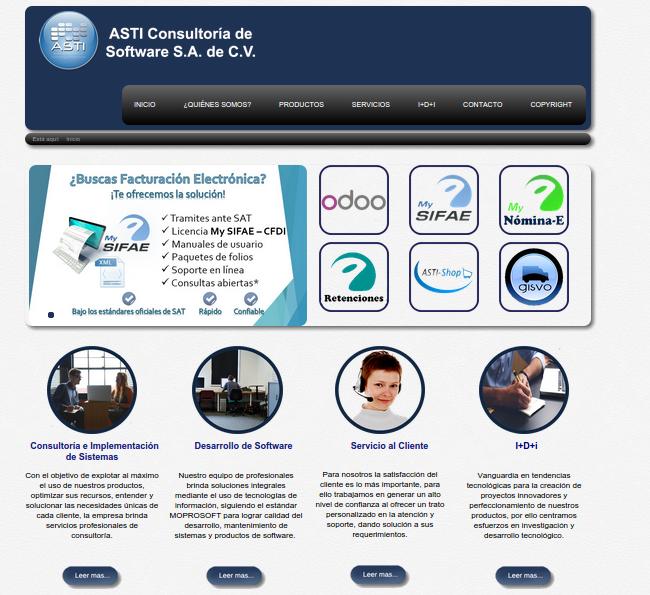 ASTI
ASTI Consultoría de
Software S.A. de C.V.
INICIO ¿QUIÉNES SOMOS? PRODUCTOS SERVICIOS I+D+I CONTACTO COPYRIGHT
Está aquí: Inicio
¿Buscas Facturación Electrónica?
¡Te ofrecemos la solución!
My
SIFAE
XML
✓ Tramites ante SAT
✓ Licencia My SIFAE – CFDI
✓ Manuales de usuario
✓ Paquetes de folios
✓ Soporte en línea
✓ Consultas abiertas*
Bajo los estándares oficiales de SAT Rápido Confiable
odoo
My
SIFAE
My
Nómina-E
Retenciones
ASTI-Shop
gisvo
Consultoría e Implementación
de Sistemas
Con el objetivo de explotar al máximo
el uso de nuestros productos,
optimizar sus recursos, entender y
solucionar las necesidades únicas de
cada cliente, la empresa brinda
servicios profesionales de
consultoría.
Leer mas...
Desarrollo de Software
Nuestro equipo de profesionales
brinda soluciones integrales
mediante el uso de tecnologías de
información, siguiendo el estándar
MOPROSOFT para lograr calidad del
desarrollo, mantenimiento de
sistemas y productos de software.
Leer mas...
Servicio al Cliente
Para nosotros la satisfacción del
cliente es lo más importante, para
ello trabajamos en generar un alto
nivel de confianza al ofrecer un trato
personalizado en la atención y
soporte, dando solución a sus
requerimientos.
Leer mas...
I+D+i
Vanguardia en tendencias
tecnológicas para la creación de
proyectos innovadores y
perfeccionamiento de nuestros
productos, por ello centramos
esfuerzos en investigación y
desarrollo tecnológico.
Leer mas...